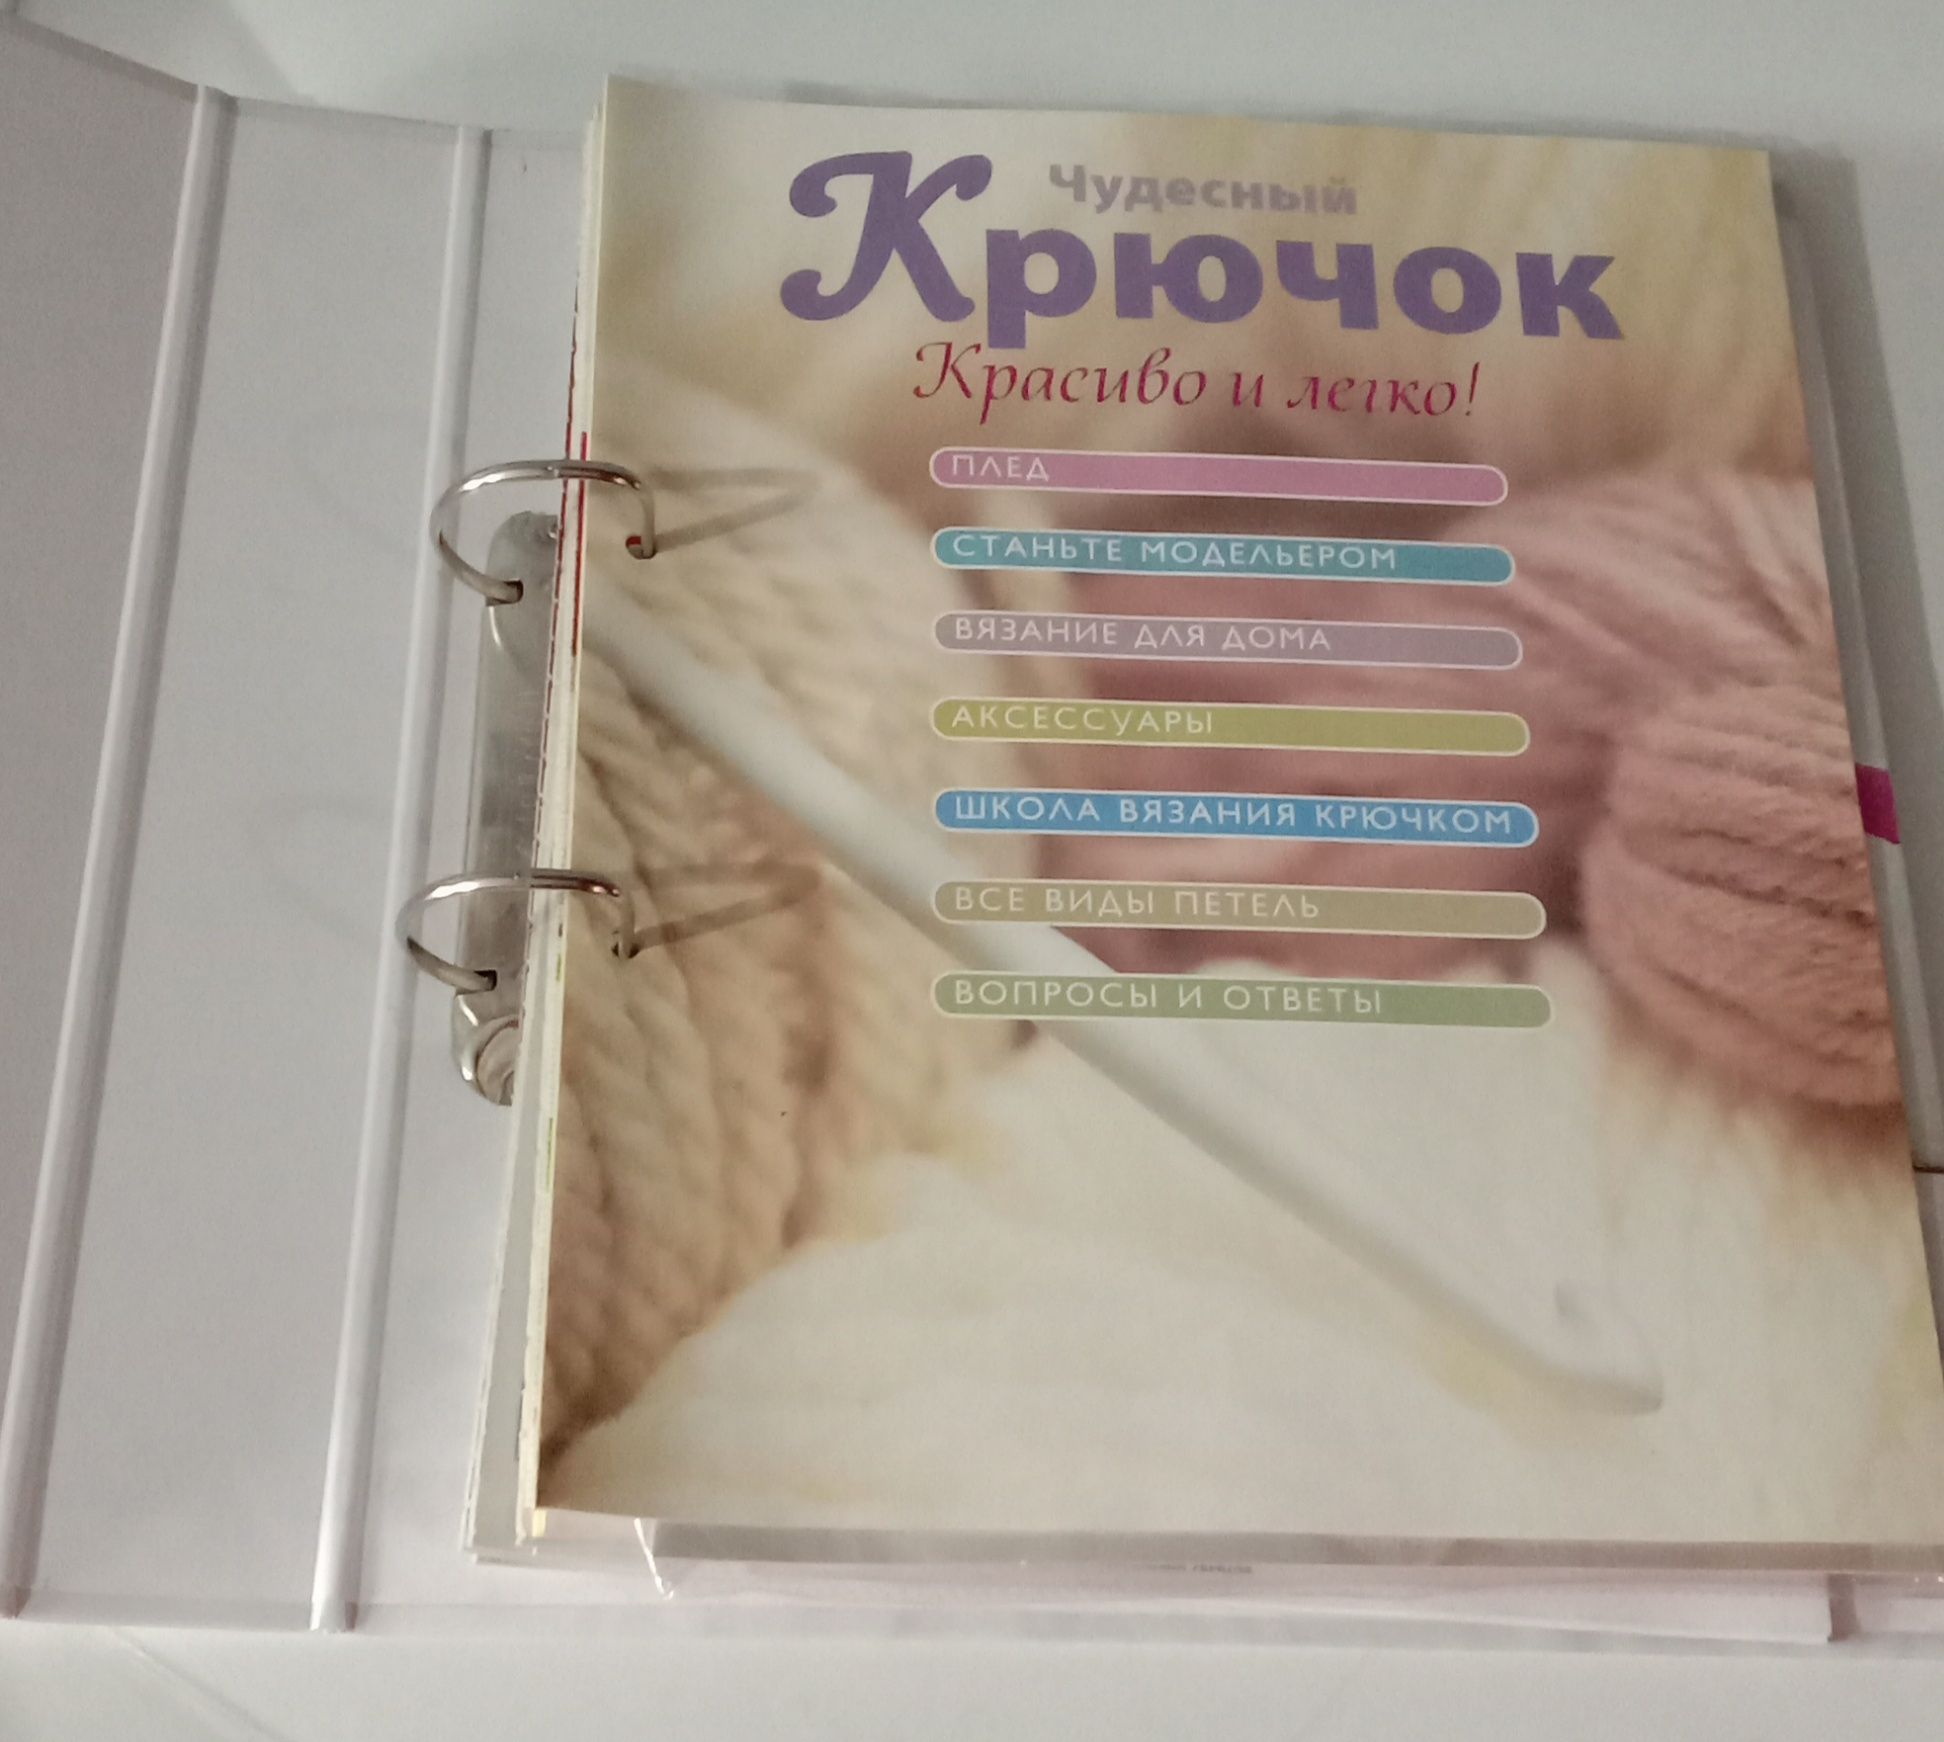 Чудесный
Крючок
Красиво и легко!
ПЛЕД
СТАНЬТЕ МОДЕЛЬЕРОМ
ВЯЗАНИЕ ДЛЯ ДОМА
АКСЕССУАРЫ
ШКОЛА ВЯЗАНИЯ КРЮЧКОМ
ВСЕ ВИДЫ ПЕТЕЛЬ
ВОПРОСЫ И ОТВЕТЫ